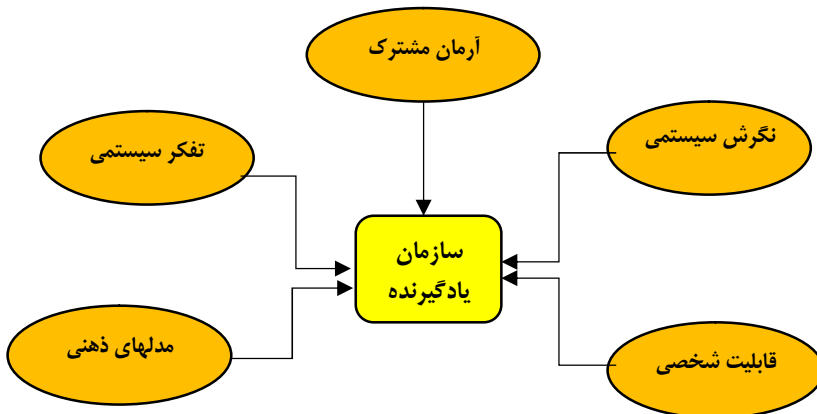 آرمان مشترک
نگرش سیستمی
تفکر سیستمی
سازمان
یادگیرنده
قابلیت شخصی
مدلهای ذهنی